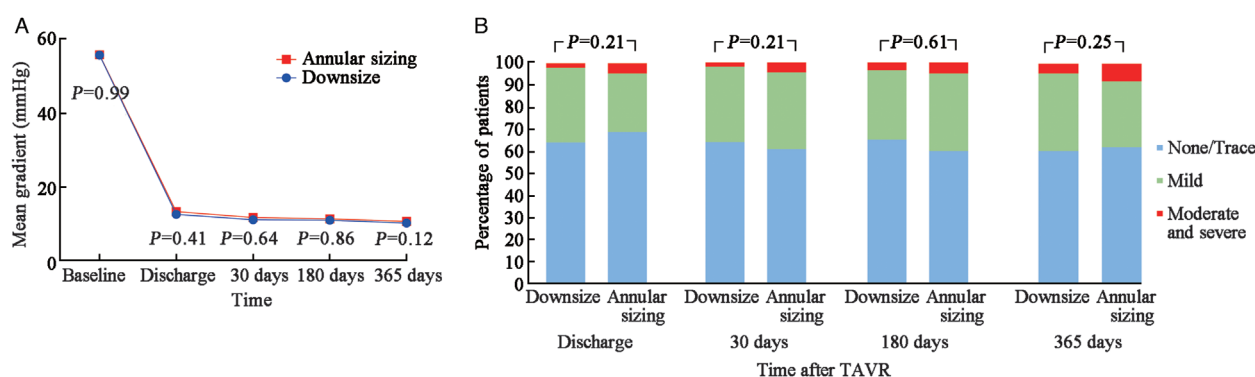 A
Mean gradient (mmHg)
60
40
20
0
Annular sizing
Downsize
P=0.99
P=0.41 P=0.64 P=0.86 P=0.12
Baseline Discharge 30 days 180 days 365 days
Time
B
P=0.21 P=0.21 P=0.61 P=0.25
Percentage of patients
100
90
80
70
60
50
40
30
20
10
0
None/Trace
Mild
Moderate
and severe
Downsize Annular Downsize Annular Downsize Annular Downsize Annular
sizing sizing sizing sizing
Discharge 30 days 180 days 365 days
Time after TAVR